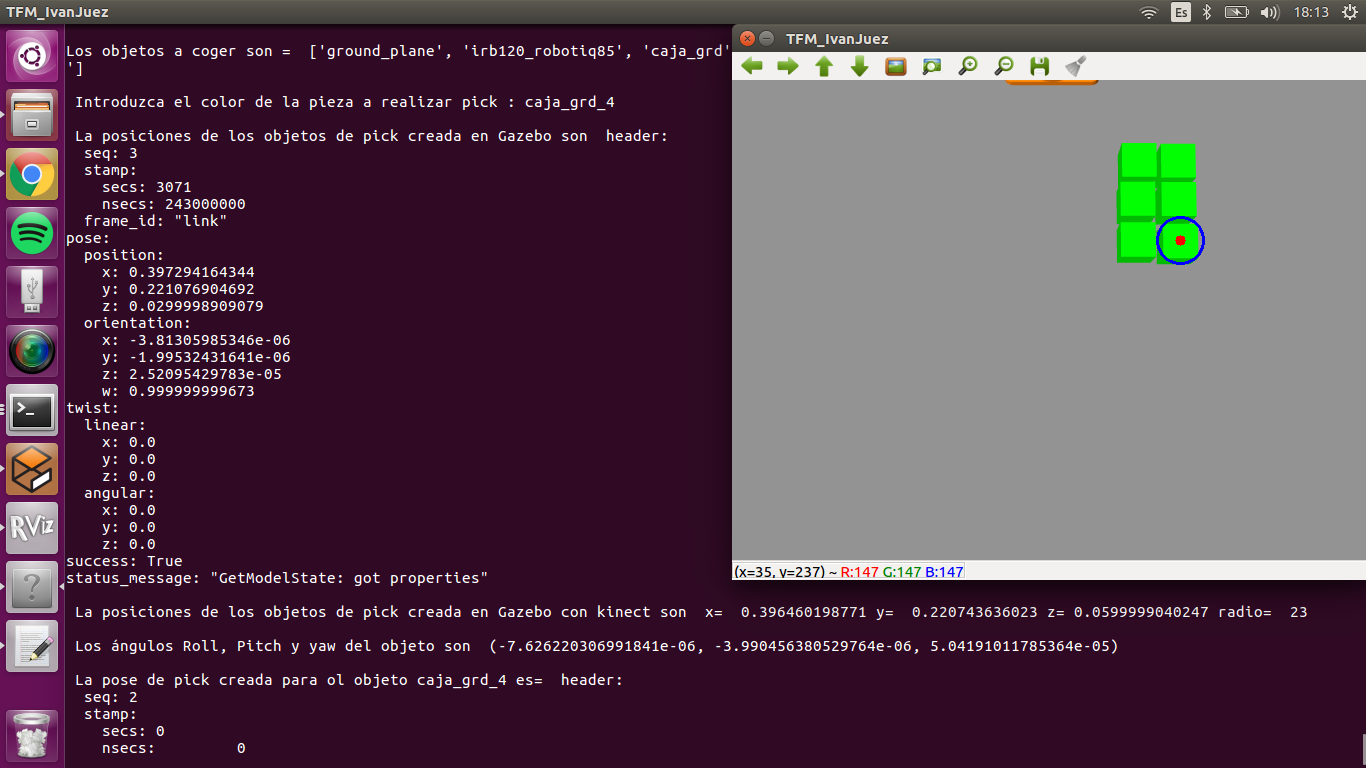 TFM_IvanJuez
Es
18:13
Los objetos a coger son =  ['ground_plane', 'irb120_robotiq85', 'caja_grd'
']
Introduzca el color de la pieza a realizar pick : caja_grd_4
La posiciones de los objetos de pick creada en Gazebo son  header:
seq: 3
stamp:
secs: 3071
nsecs: 243000000
frame_id: "link"
pose:
position:
x: 0.397294164344
y: 0.221076904692
z: 0.0299998909079
orientation:
x: -3.81305985346e-06
y: -1.99532431641e-06
z: 2.52095429783e-05
w: 0.999999999673
twist:
linear:
x: 0.0
y: 0.0
z: 0.0
angular:
x: 0.0
y: 0.0
z: 0.0
success: True
status_message: "GetModelState: got properties"
La posiciones de los objetos de pick creada en Gazebo con kinect son  x=  0.396460198771 y=  0.220743636023 z= 0.0599999040247 radio=  23
Los ángulos Roll, Pitch y yaw del objeto son  (-7.626220306991841e-06, -3.990456380529764e-06, 5.04191011785364e-05)
La pose de pick creada para ol objeto caja_grd_4 es=  header:
seq: 2
stamp:
secs: 0
nsecs:         0
TFM_IvanJuez
(x=35, y=237) ~ R:147 G:147 B:147
RViz